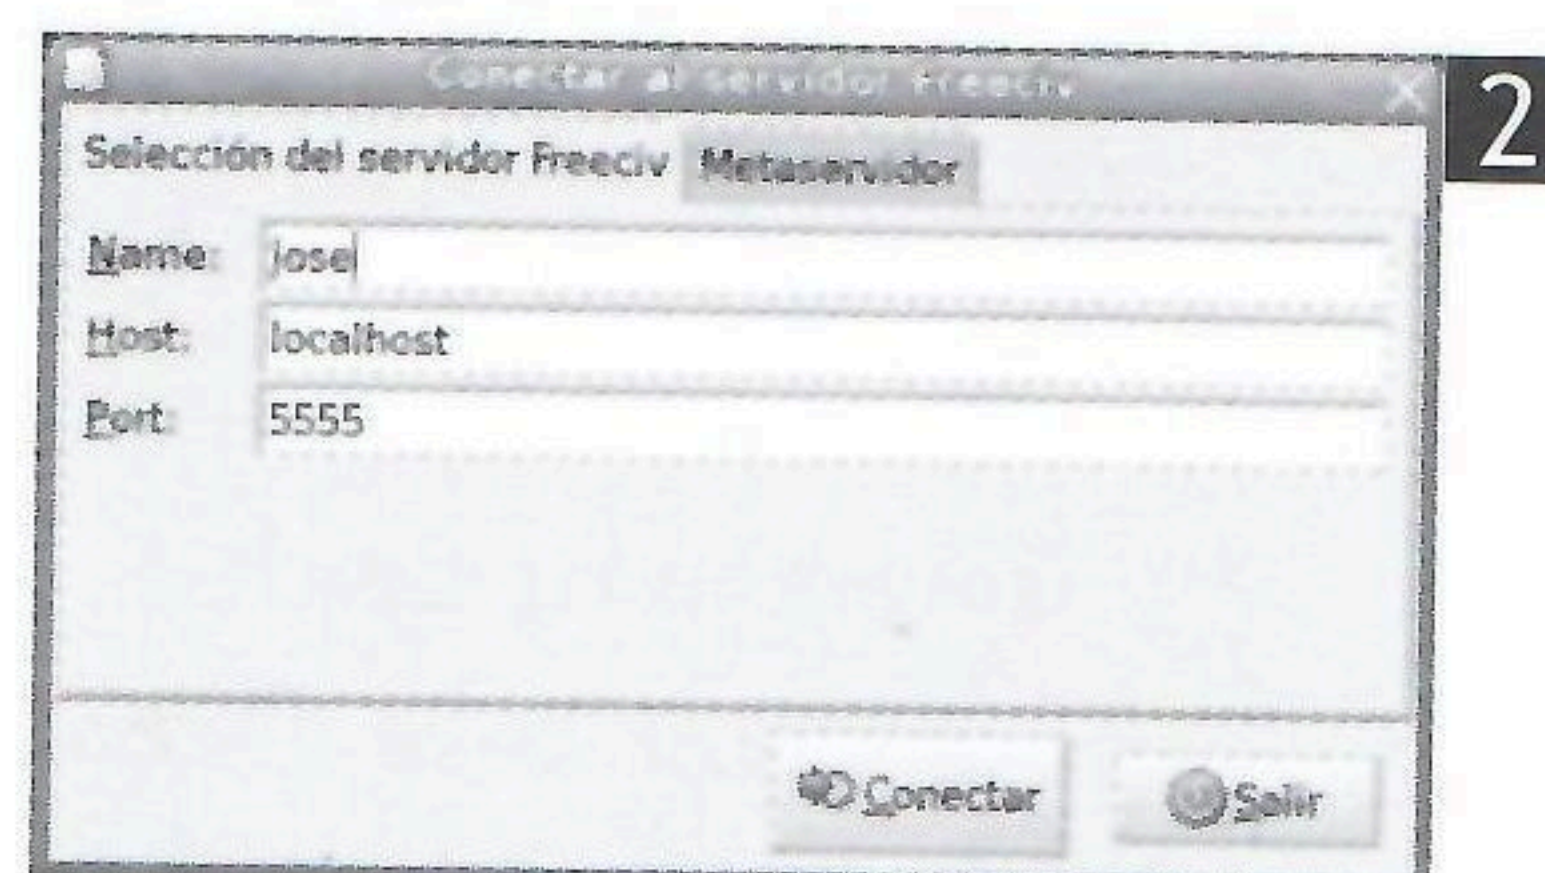 Conectar al servidor Freeciv
2
Selección del servidor Freeciv Metaservidor
Name: jose
Host: localhost
Port: 5555
Conectar Salir